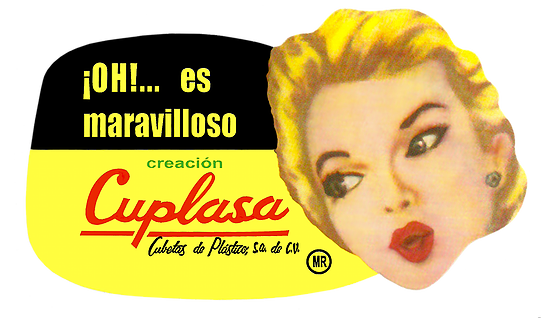 ¡OH!... es
maravilloso
creación
Cuplasa
Cubetas de Plástico, S.a. de C.V.
MR